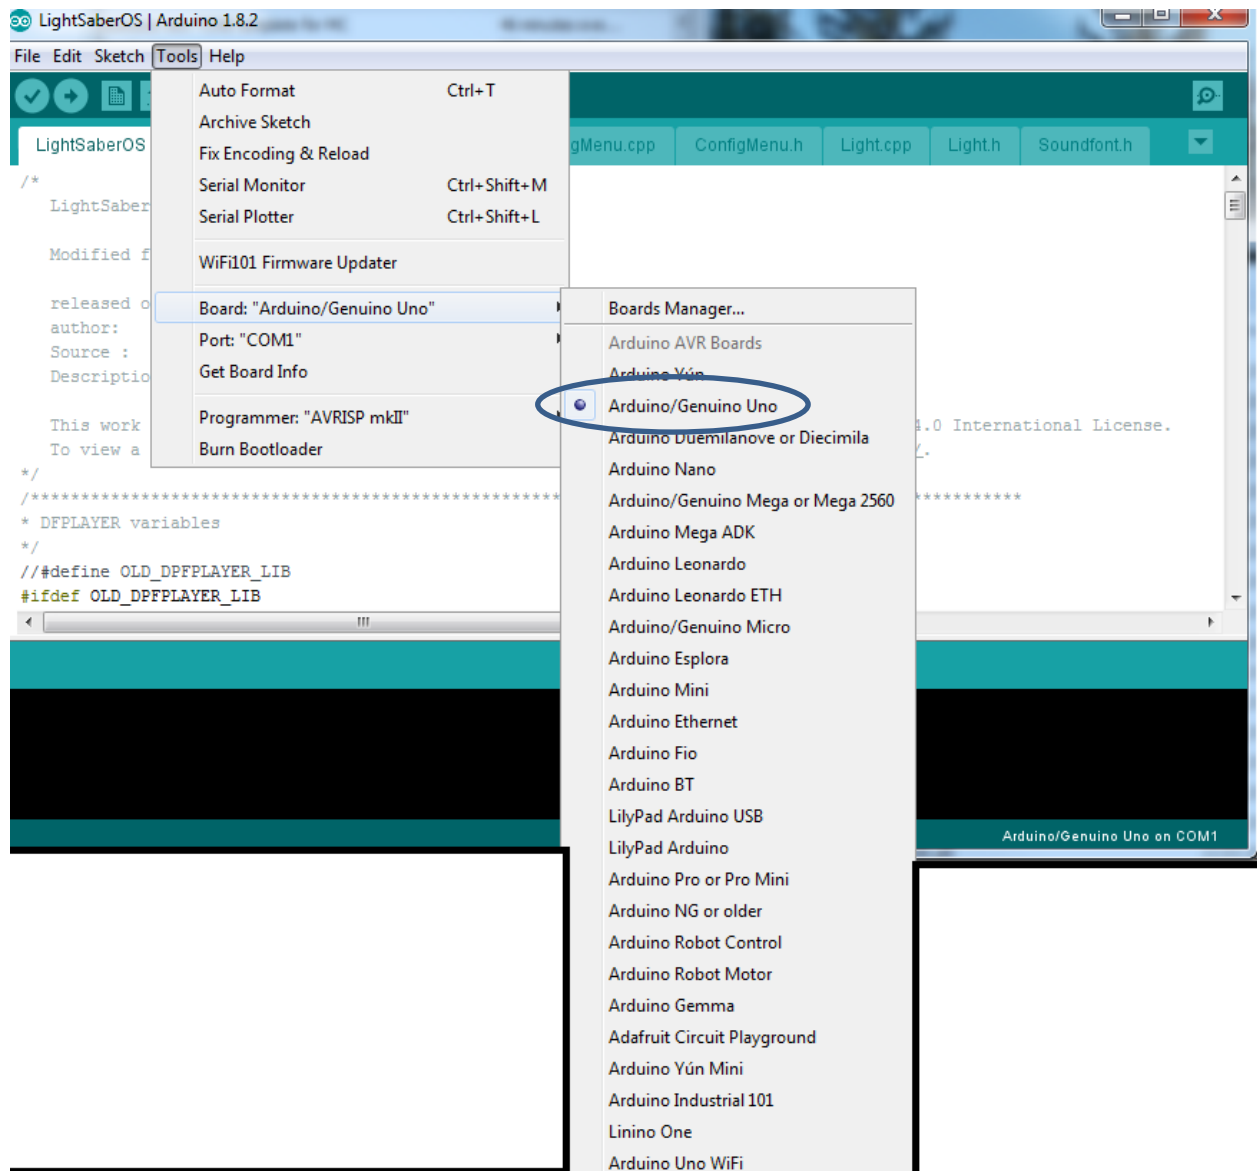 LightSaberOS | Arduino 1.8.2
File Edit Sketch Tools Help
Auto Format Ctrl+T
Archive Sketch
Fix Encoding & Reload
Serial Monitor Ctrl+Shift+M
Serial Plotter Ctrl+Shift+L
WiFi101 Firmware Updater
Board: "Arduino/Genuino Uno"
Port: "COM1"
Get Board Info
Programmer: "AVRISP mkII"
Burn Bootloader
Boards Manager...
Arduino AVR Boards
Arduino Yún
Arduino/Genuino Uno
Arduino Duemilanove or Diecimila
Arduino Nano
Arduino/Genuino Mega or Mega 2560
Arduino Mega ADK
Arduino Leonardo
Arduino Leonardo ETH
Arduino/Genuino Micro
Arduino Esplora
Arduino Mini
Arduino Ethernet
Arduino Fio
Arduino BT
LilyPad Arduino USB
LilyPad Arduino
Arduino Pro or Pro Mini
Arduino NG or older
Arduino Robot Control
Arduino Robot Motor
Arduino Gemma
Adafruit Circuit Playground
Arduino Yún Mini
Arduino Industrial 101
Linino One
Arduino Uno WiFi
LightSaberOS gMenu.cpp ConfigMenu.h Light.cpp Light.h Soundfont.h
/*
LightSaber
Modified f
released o
author:
Source :
Descriptio
This work .0 International License.
To view a /.
*/
/**********************************************************
* DFPLAYER variables
*/
//#define OLD_DPFPLAYER_LIB
#ifdef OLD_DPFPLAYER_LIB
Arduino/Genuino Uno on COM1